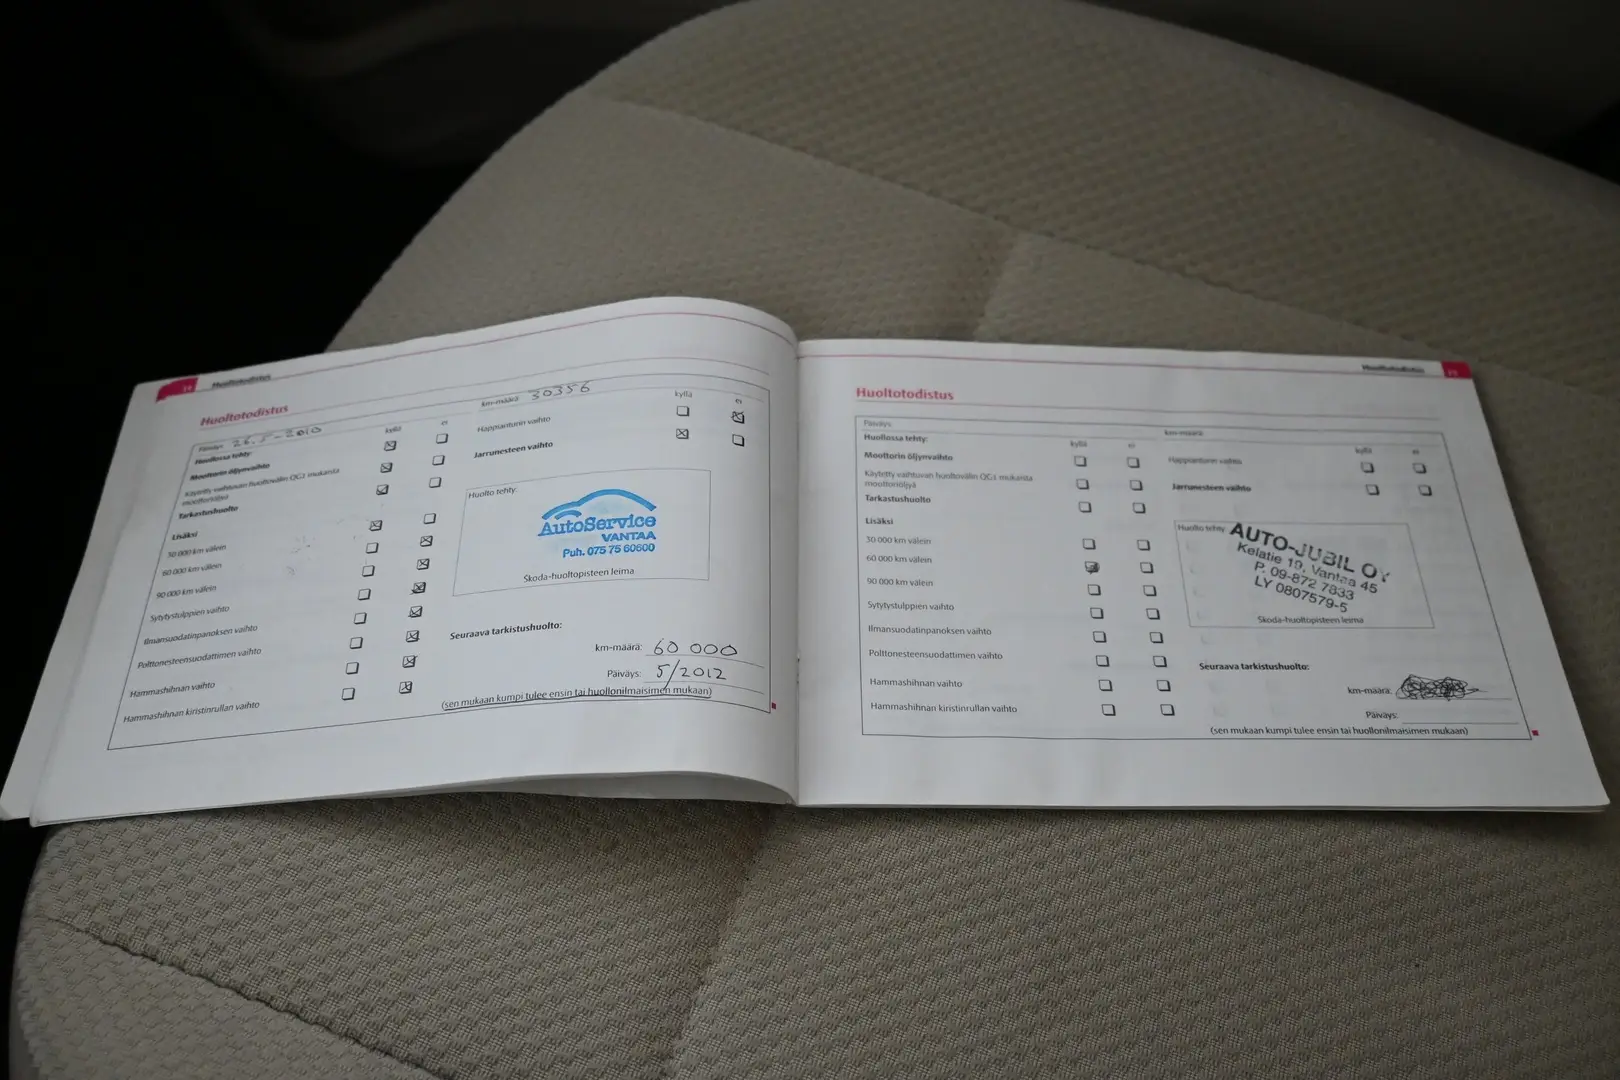 14 Huoltotodistus
Huoltotodistus
Päiväys 26.5-2010
km-määrä 30356
Huollossa tehty:
kyllä ei
Moottorin öljynvaihto
Käytetty vaihtuvan huoltovälin QG1 mukaista
moottoriöljyä
Tarkastushuolto
Lisäksi
30 000 km välein
60 000 km välein
90 000 km välein
Sytytystulppien vaihto
Ilmansuodatinpanoksen vaihto
Polttonesteensuodattimen vaihto
Hammashihnan vaihto
Hammashihnan kiristinrullan vaihto
kyllä ei
Happianturin vaihto
Jarrunesteen vaihto
Huolto tehty:
AutoService
VANTAA
Puh. 075 75 60600
Skoda-huoltopisteen leima
Seuraava tarkistushuolto:
km-määrä: 60 000
Päiväys: 5/2012
(sen mukaan kumpi tulee ensin tai huollonilmaisimen mukaan)
Huoltotodistus 15
Huoltotodistus
Päiväys
km-määrä
Huollossa tehty:
kyllä ei
Moottorin öljynvaihto
Käytetty vaihtuvan huoltovälin QG1 mukaista
moottoriöljyä
Tarkastushuolto
Lisäksi
30 000 km välein
60 000 km välein
90 000 km välein
Sytytystulppien vaihto
Ilmansuodatinpanoksen vaihto
Polttonesteensuodattimen vaihto
Hammashihnan vaihto
Hammashihnan kiristinrullan vaihto
kyllä ei
Happianturin vaihto
Jarrunesteen vaihto
Huolto tehty:
AUTO-JUBIL OY
Kelatie 19, Vantaa 45
P. 09-872 7833
LY 0807579-5
Skoda-huoltopisteen leima
Seuraava tarkistushuolto:
km-määrä:
Päiväys:
(sen mukaan kumpi tulee ensin tai huollonilmaisimen mukaan)